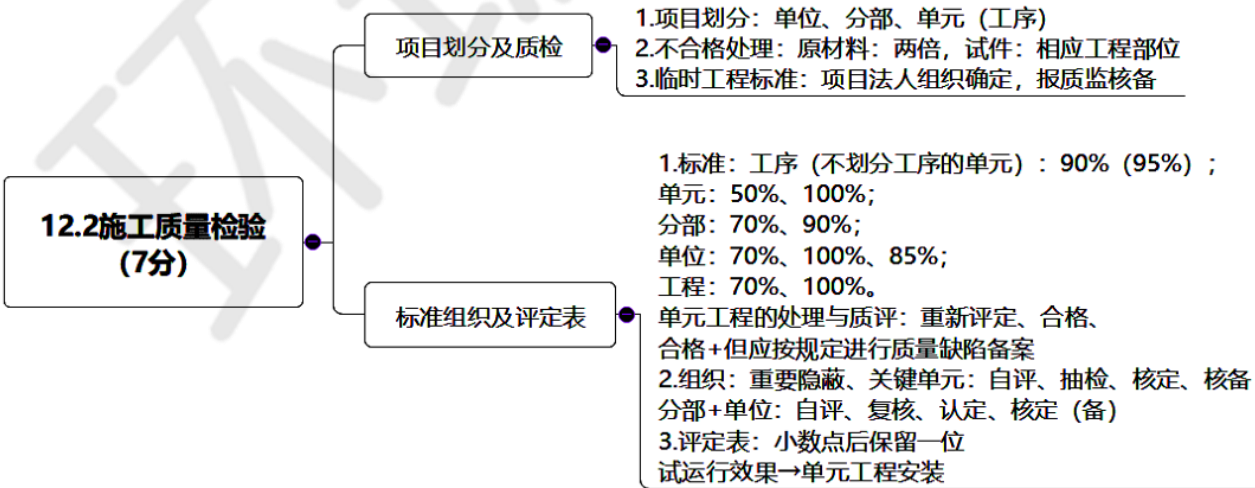 项目划分及质检
1.项目划分：单位、分部、单元（工序）
2.不合格处理：原材料：两倍，试件：相应工程部位
3.临时工程标准：项目法人组织确定，报质监核备
12.2施工质量检验
（7分）
标准组织及评定表
1.标准：工序（不划分工序的单元）：90%（95%）；
单元：50%、100%；
分部：70%、90%；
单位：70%、100%、85%；
工程：70%、100%。
单元工程的处理与质评：重新评定、合格、
合格+但应按规定进行质量缺陷备案
2.组织：重要隐蔽、关键单元：自评、抽检、核定、核备
分部+单位：自评、复核、认定、核定（备）
3.评定表：小数点后保留一位
试运行效果→单元工程安装